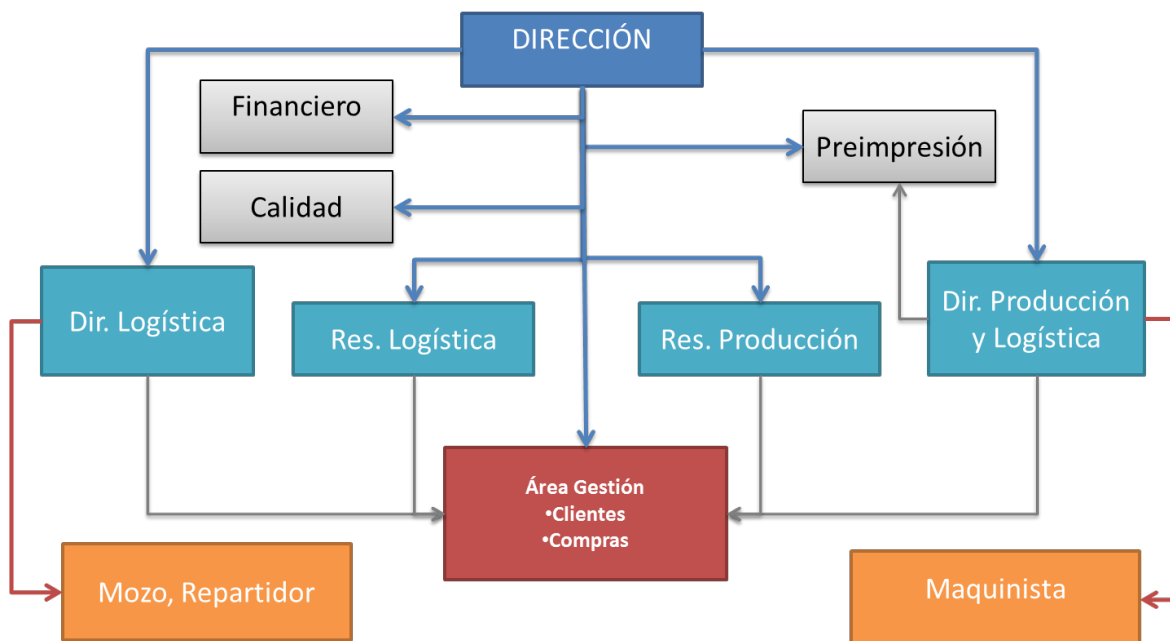 DIRECCIÓN
Financiero
Preimpresión
Calidad
Dir. Logística
Res. Logística
Res. Producción
Dir. Producción
y Logística
Área Gestión
•Clientes
•Compras
Mozo, Repartidor
Maquinista